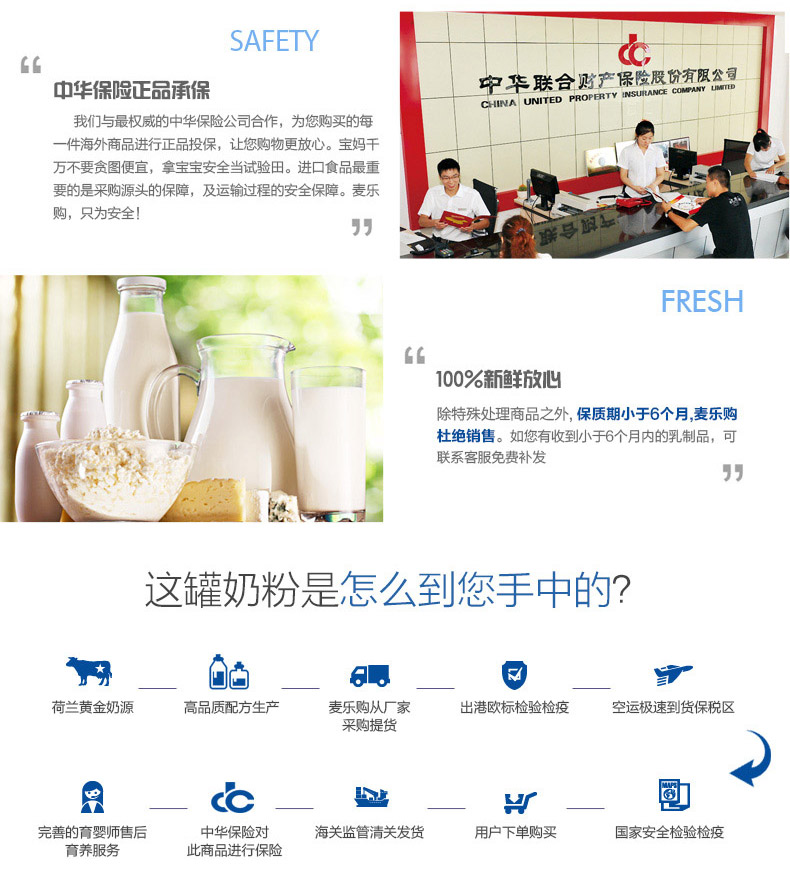 SAFETY
“
中华保险正品承保
我们与最权威的中华保险公司合作，为您购买的每
一件海外商品进行正品投保，让您购物更放心。宝妈千
万不要贪图便宜，拿宝宝安全当试验田。进口食品最重
要的是采购源头的保障，及运输过程的安全保障。麦乐
购，只为安全！
”
中华联合财产保险股份有限公司
CHINA UNITED PROPERTY INSURANCE COMPANY LIMITED
FRESH
“
100%新鲜放心
除特殊处理商品之外, 保质期小于6个月,麦乐购
杜绝销售。如您有收到小于6个月内的乳制品，可
联系客服免费补发
”
这罐奶粉是怎么到您手中的?
荷兰黄金奶源
高品质配方生产
麦乐购从厂家
采购提货
出港欧标检验检疫
空运极速到货保税区
完善的育婴师售后
育养服务
中华保险对
此商品进行保险
海关监管清关发货
用户下单购买
MAPS
国家安全检验检疫